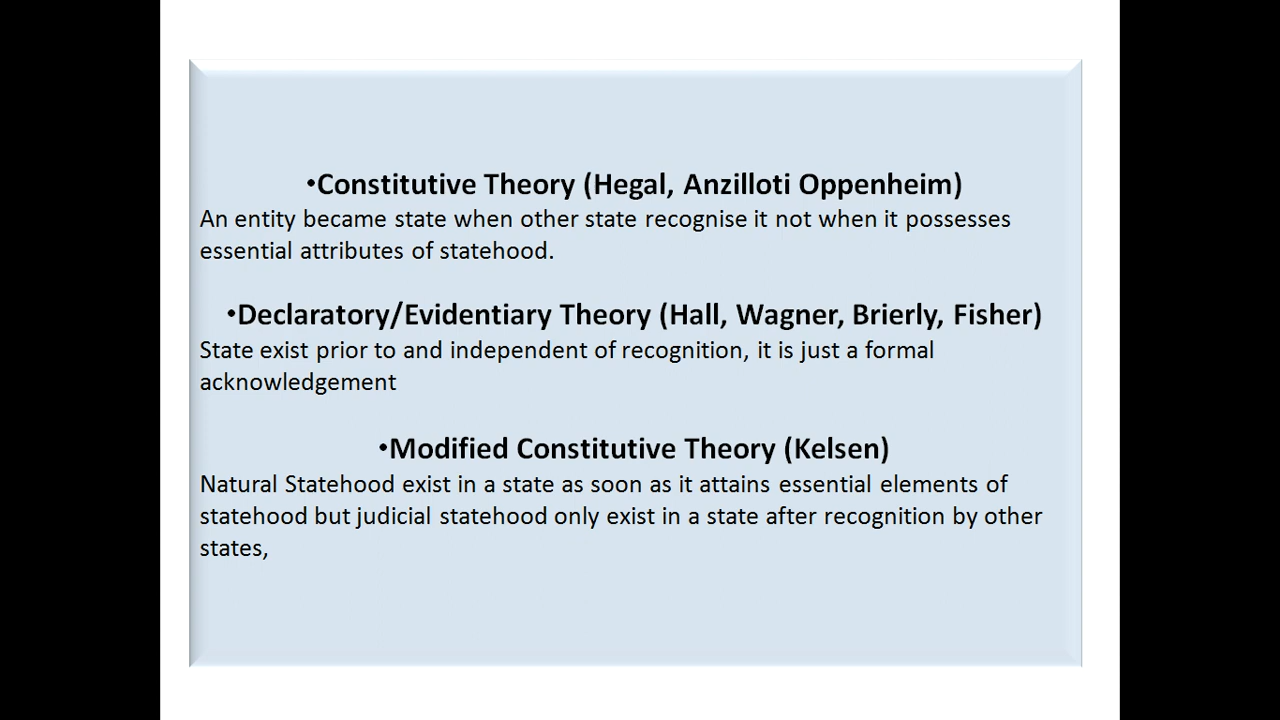 •Constitutive Theory (Hegal, Anzilloti Oppenheim)
An entity became state when other state recognise it not when it possesses
essential attributes of statehood.
•Declaratory/Evidentiary Theory (Hall, Wagner, Brierly, Fisher)
State exist prior to and independent of recognition, it is just a formal
acknowledgement
•Modified Constitutive Theory (Kelsen)
Natural Statehood exist in a state as soon as it attains essential elements of
statehood but judicial statehood only exist in a state after recognition by other
states,